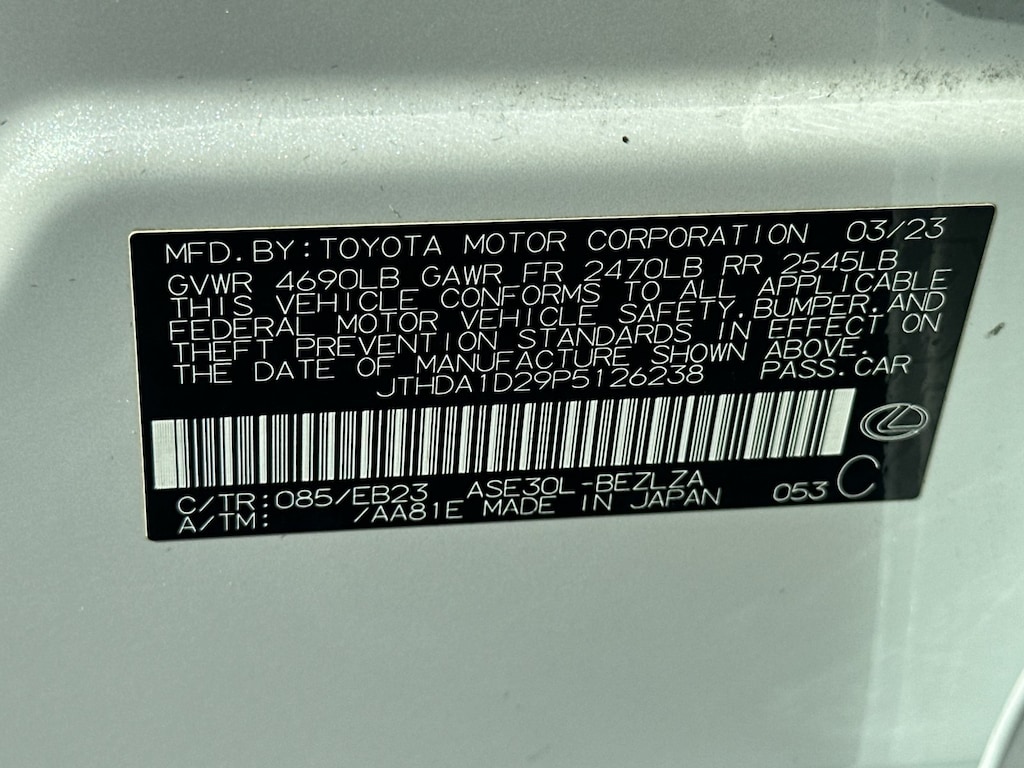 MFD. BY: TOYOTA MOTOR CORPORATION 03/23
GVWR 4690LB GAWR FR 2470LB RR 2545LB
THIS VEHICLE CONFORMS TO ALL APPLICABLE
FEDERAL MOTOR VEHICLE SAFETY, BUMPER, AND
THEFT PREVENTION STANDARDS IN EFFECT ON
THE DATE OF MANUFACTURE SHOWN ABOVE.
JTHDA1D29P5126238 PASS. CAR
C/TR: 085/EB23 ASE30L-BEZLZA
A/TM: /AA81E MADE IN JAPAN 053 C